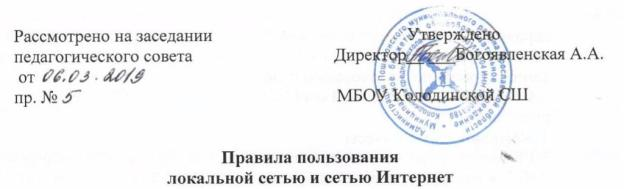 Рассмотрено на заседании
педагогического совета
от 06.03.2019
пр. № 5
Утверждено
Директор Богоявленская А.А.
МБОУ Колодинской СШ
Правила пользования
локальной сетью и сетью Интернет